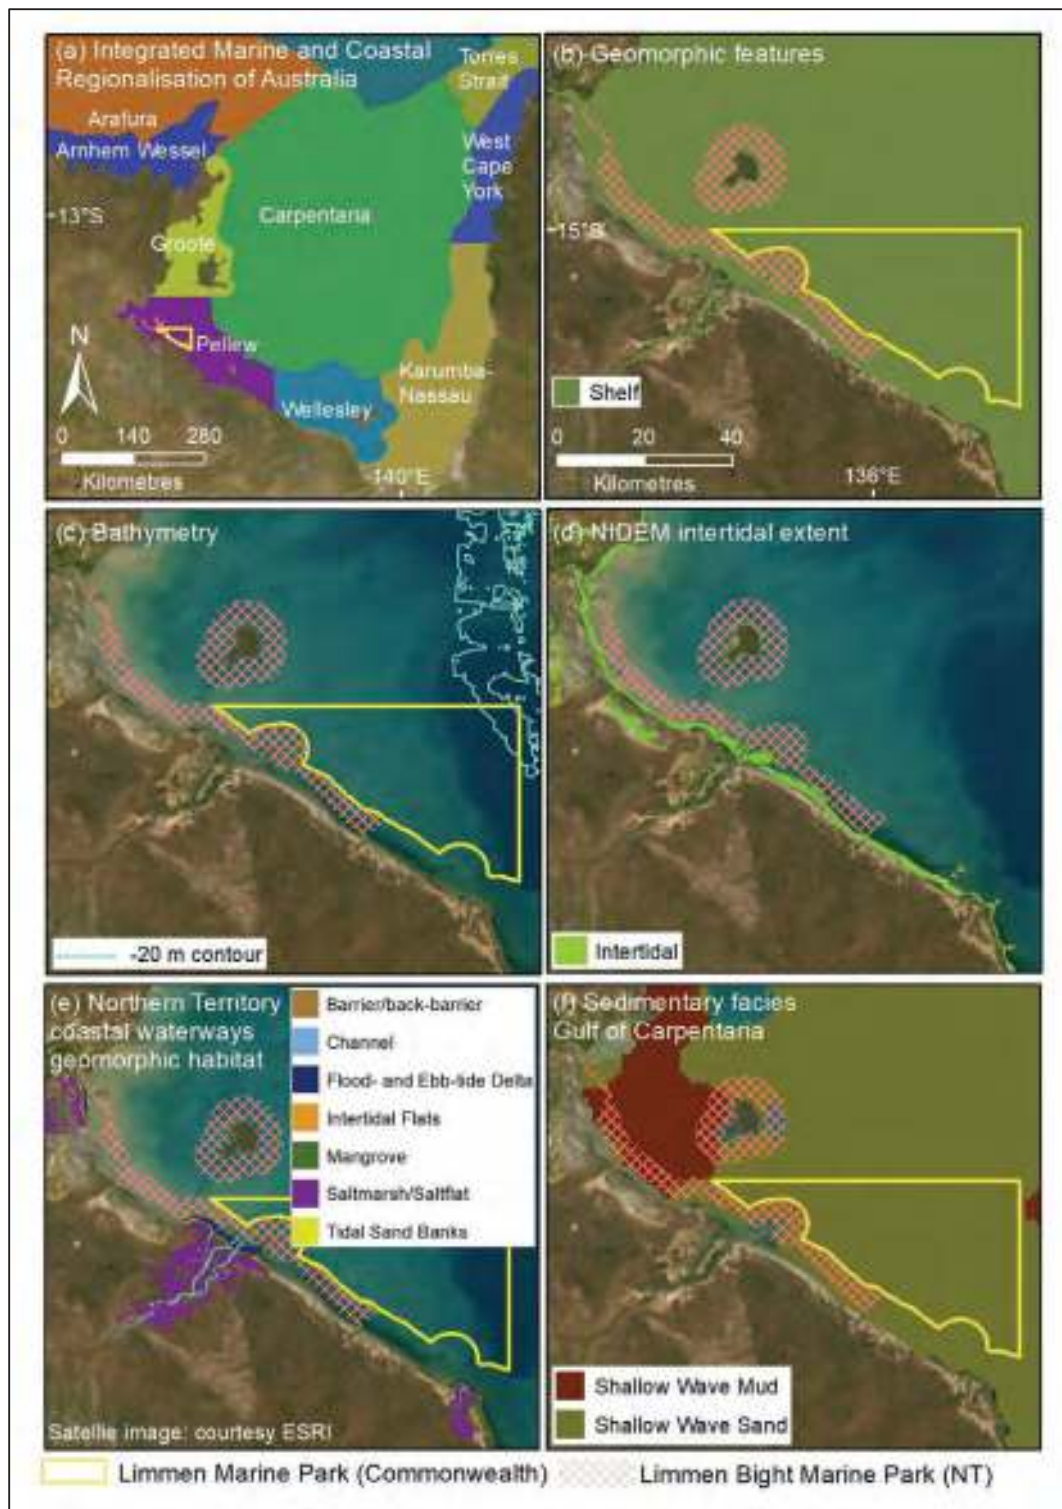 (a) Integrated Marine and Coastal
Regionalisation of Australia
Torres
Strait
Arafura
Arnhem Wessel
West
Cape
York
13°S
Carpentaria
Groote
N
Pellew
Karumba-
Nassau
Wellesley
0 140 280
Kilometres
140°E
(b) Geomorphic features
15°S
Shelf
0 20 40
Kilometres
136°E
(c) Bathymetry
-20 m contour
(d) NIDEM intertidal extent
Intertidal
(e) Northern Territory
coastal waterways
geomorphic habitat
Barrier/back-barrier
Channel
Flood- and Ebb-tide Delta
Intertidal Flats
Mangrove
Saltmarsh/Saltflat
Tidal Sand Banks
Satellie image: courtesy ESRI
(f) Sedimentary facies
Gulf of Carpentaria
Shallow Wave Mud
Shallow Wave Sand
Limmen Marine Park (Commonwealth)
Limmen Bight Marine Park (NT)